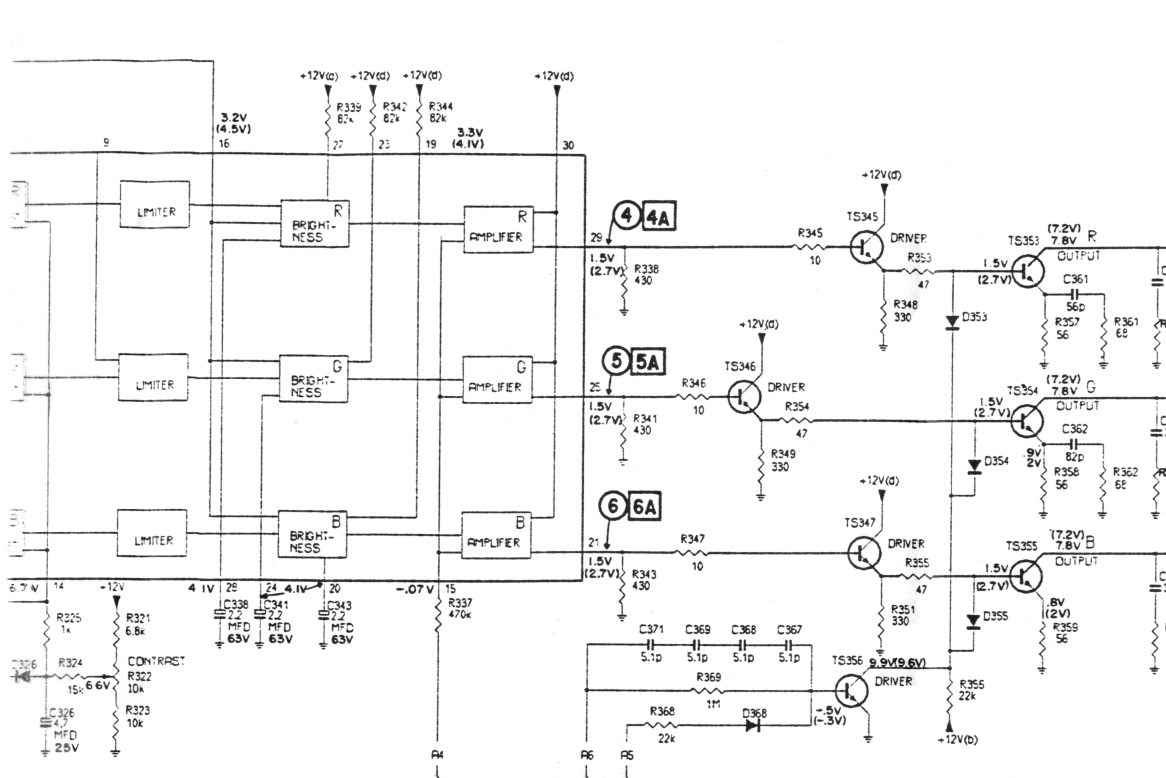 +12V(d) +12V(d) +12V(d) +12V(d)
R339 82k
R342 82k
R344 82k
3.2V
(4.5V)
3.3V
(4.1V)
9
16
27
23
19
30
LIMITER
BRIGHT-
NESS
R
AMPLIFIER
R
29
1.5V
(2.7V)
4 4A
R338
430
R345
10
+12V(d)
TS345
DRIVER
R353
47
R348
330
D353
TS353
1.5V
(2.7V)
(7.2V)
7.8V
R
OUTPUT
C361
56p
R357
56
R361
68
LIMITER
BRIGHT-
NESS
G
AMPLIFIER
G
25
1.5V
(2.7V)
5 5A
R341
430
R346
10
+12V(d)
TS346
DRIVER
R354
47
R349
330
D354
TS354
1.5V
(2.7V)
(7.2V)
7.8V
G
OUTPUT
C362
82p
.9V
2V
R358
56
R362
68
LIMITER
BRIGHT-
NESS
B
AMPLIFIER
B
21
1.5V
(2.7V)
6 6A
R343
430
R347
10
+12V(d)
TS347
DRIVER
R355
47
R351
330
D355
TS355
1.5V
(2.7V)
(7.2V)
7.8V
B
OUTPUT
.8V
(2V)
R359
56
6.7V
14
+12V
4.1V
28
24
4.1V
20
-.07V
15
R325
1k
R321
6.8k
C338
2.2
MFD
63V
C341
2.2
MFD
63V
C343
2.2
MFD
63V
R337
470k
C326
R324
15k
6.6V
CONTRAST
R322
10k
R323
10k
C326
4.7
MFD
25V
C371
5.1p
C369
5.1p
C368
5.1p
C367
5.1p
R369
1M
R368
22k
D368
TS356
9.9V(9.6V)
DRIVER
-.5V
(-.3V)
R356
22k
+12V(b)
A4
A6
A5